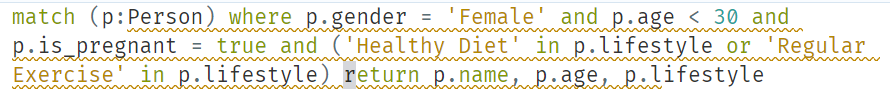 match (p:Person) where p.gender = 'Female' and p.age < 30 and
p.is_pregnant = true and ('Healthy Diet' in p.lifestyle or 'Regular
Exercise' in p.lifestyle) return p.name, p.age, p.lifestyle